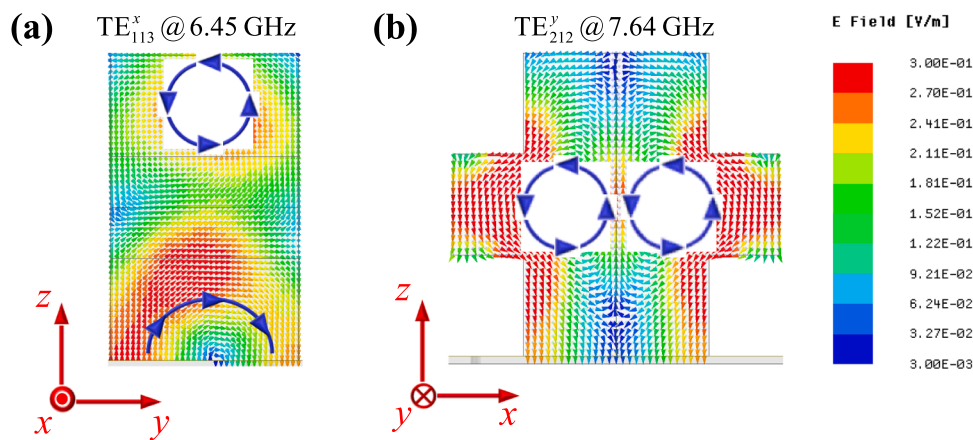 (a) TE^x_113 @ 6.45 GHz
(b) TE^y_212 @ 7.64 GHz
E Field [V/m]
3.00E-01
2.70E-01
2.41E-01
2.11E-01
1.81E-01
1.52E-01
1.22E-01
9.21E-02
6.24E-02
3.27E-02
3.00E-03
z
x
y
z
y
x